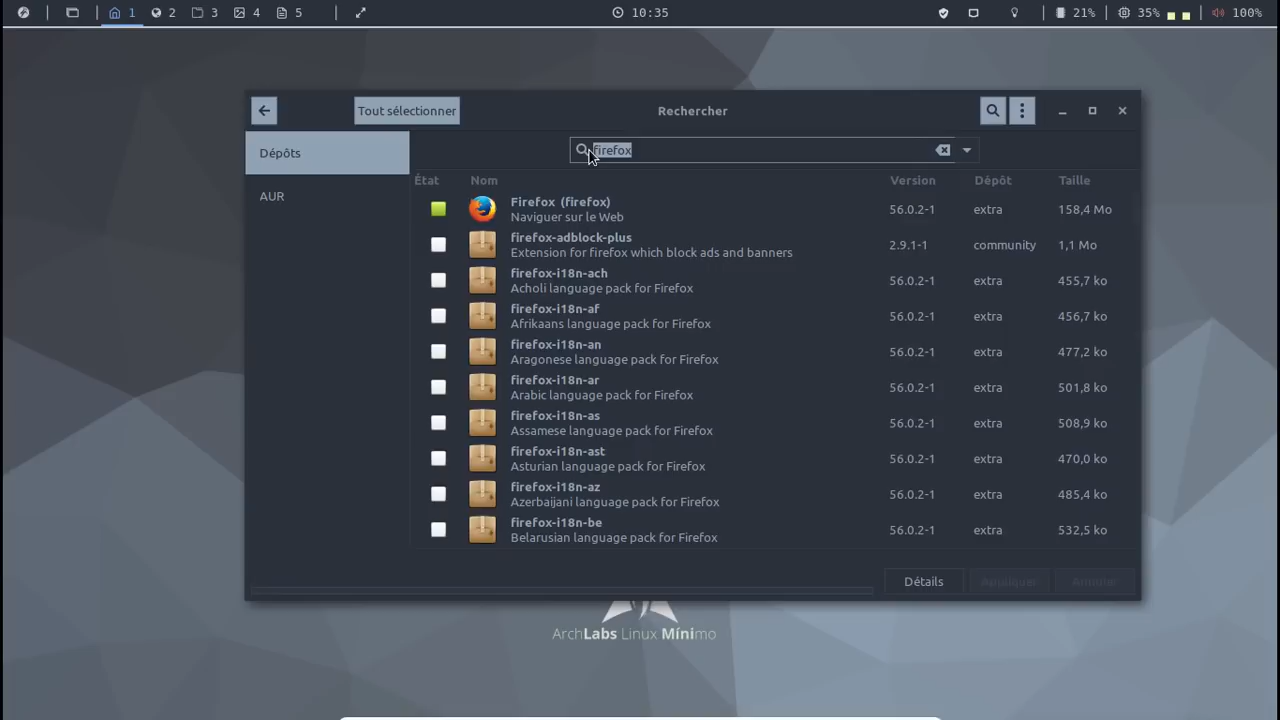 1 2 3 4 5 10:35 21% 35% 100%
Tout sélectionner Rechercher
Dépôts
AUR
firefox
État Nom Version Dépôt Taille
Firefox (firefox) 56.0.2-1 extra 158,4 Mo
Naviguer sur le Web
firefox-adblock-plus 2.9.1-1 community 1,1 Mo
Extension for firefox which block ads and banners
firefox-i18n-ach 56.0.2-1 extra 455,7 ko
Acholi language pack for Firefox
firefox-i18n-af 56.0.2-1 extra 456,7 ko
Afrikaans language pack for Firefox
firefox-i18n-an 56.0.2-1 extra 477,2 ko
Aragonese language pack for Firefox
firefox-i18n-ar 56.0.2-1 extra 501,8 ko
Arabic language pack for Firefox
firefox-i18n-as 56.0.2-1 extra 508,9 ko
Assamese language pack for Firefox
firefox-i18n-ast 56.0.2-1 extra 470,0 ko
Asturian language pack for Firefox
firefox-i18n-az 56.0.2-1 extra 485,4 ko
Azerbaijani language pack for Firefox
firefox-i18n-be 56.0.2-1 extra 532,5 ko
Belarusian language pack for Firefox
Détails Appliquer Annuler
ArchLabs Linux Mínimo